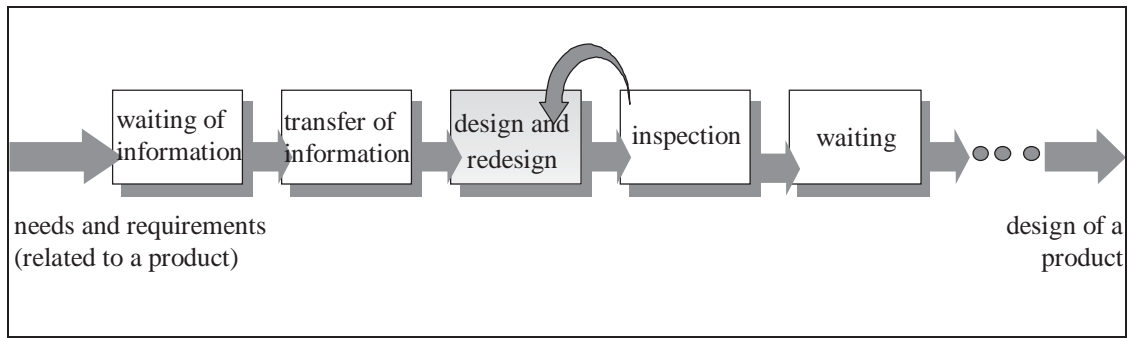 waiting of
information
transfer of
information
design and
redesign
inspection
waiting
needs and requirements
(related to a product)
design of a
product